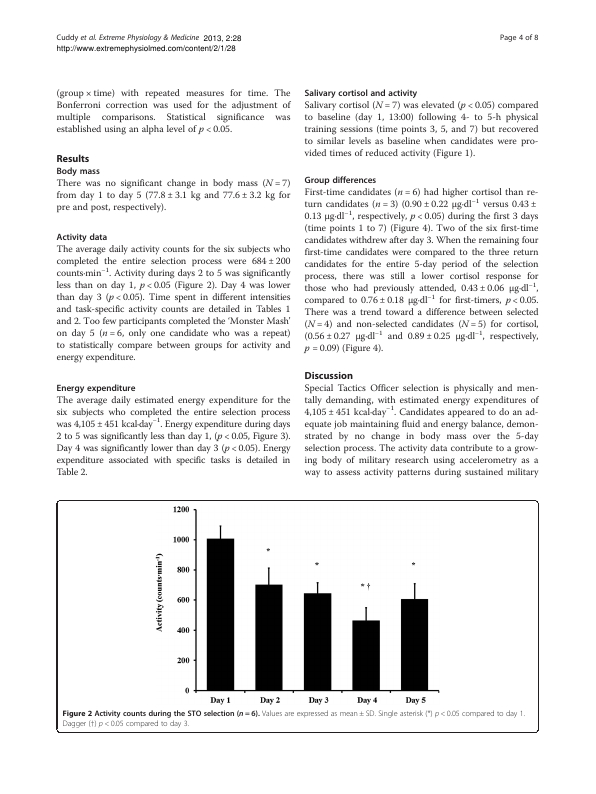 Cuddy et al. Extreme Physiology & Medicine 2013, 2:28
http://www.extremephysiolmed.com/content/2/1/28
Page 4 of 8
(group × time) with repeated measures for time. The
Bonferroni correction was used for the adjustment of
multiple comparisons. Statistical significance was
established using an alpha level of p < 0.05.
Results
Body mass
There was no significant change in body mass (N = 7)
from day 1 to day 5 (77.8 ± 3.1 kg and 77.6 ± 3.2 kg for
pre and post, respectively).
Activity data
The average daily activity counts for the six subjects who
completed the entire selection process were 684 ± 200
counts·min⁻¹. Activity during days 2 to 5 was significantly
less than on day 1, p < 0.05 (Figure 2). Day 4 was lower
than day 3 (p < 0.05). Time spent in different intensities
and task-specific activity counts are detailed in Tables 1
and 2. Too few participants completed the ‘Monster Mash’
on day 5 (n = 6, only one candidate who was a repeat)
to statistically compare between groups for activity and
energy expenditure.
Energy expenditure
The average daily estimated energy expenditure for the
six subjects who completed the entire selection process
was 4,105 ± 451 kcal·day⁻¹. Energy expenditure during days
2 to 5 was significantly less than day 1, (p < 0.05, Figure 3).
Day 4 was significantly lower than day 3 (p < 0.05). Energy
expenditure associated with specific tasks is detailed in
Table 2.
Salivary cortisol and activity
Salivary cortisol (N = 7) was elevated (p < 0.05) compared
to baseline (day 1, 13:00) following 4- to 5-h physical
training sessions (time points 3, 5, and 7) but recovered
to similar levels as baseline when candidates were pro-
vided times of reduced activity (Figure 1).
Group differences
First-time candidates (n = 6) had higher cortisol than re-
turn candidates (n = 3) (0.90 ± 0.22 μg·dl⁻¹ versus 0.43 ±
0.13 μg·dl⁻¹, respectively, p < 0.05) during the first 3 days
(time points 1 to 7) (Figure 4). Two of the six first-time
candidates withdrew after day 3. When the remaining four
first-time candidates were compared to the three return
candidates for the entire 5-day period of the selection
process, there was still a lower cortisol response for
those who had previously attended, 0.43 ± 0.06 μg·dl⁻¹,
compared to 0.76 ± 0.18 μg·dl⁻¹ for first-timers, p < 0.05.
There was a trend toward a difference between selected
(N = 4) and non-selected candidates (N = 5) for cortisol,
(0.56 ± 0.27 μg·dl⁻¹ and 0.89 ± 0.25 μg·dl⁻¹, respectively,
p = 0.09) (Figure 4).
Discussion
Special Tactics Officer selection is physically and men-
tally demanding, with estimated energy expenditures of
4,105 ± 451 kcal·day⁻¹. Candidates appeared to do an ad-
equate job maintaining fluid and energy balance, demon-
strated by no change in body mass over the 5-day
selection process. The activity data contribute to a grow-
ing body of military research using accelerometry as a
way to assess activity patterns during sustained military
1200
1000
800
600
400
200
0
Activity (counts·min⁻¹)
*
*
* †
*
Day 1 Day 2 Day 3 Day 4 Day 5
Figure 2 Activity counts during the STO selection (n = 6). Values are expressed as mean ± SD. Single asterisk (*) p < 0.05 compared to day 1.
Dagger (†) p < 0.05 compared to day 3.